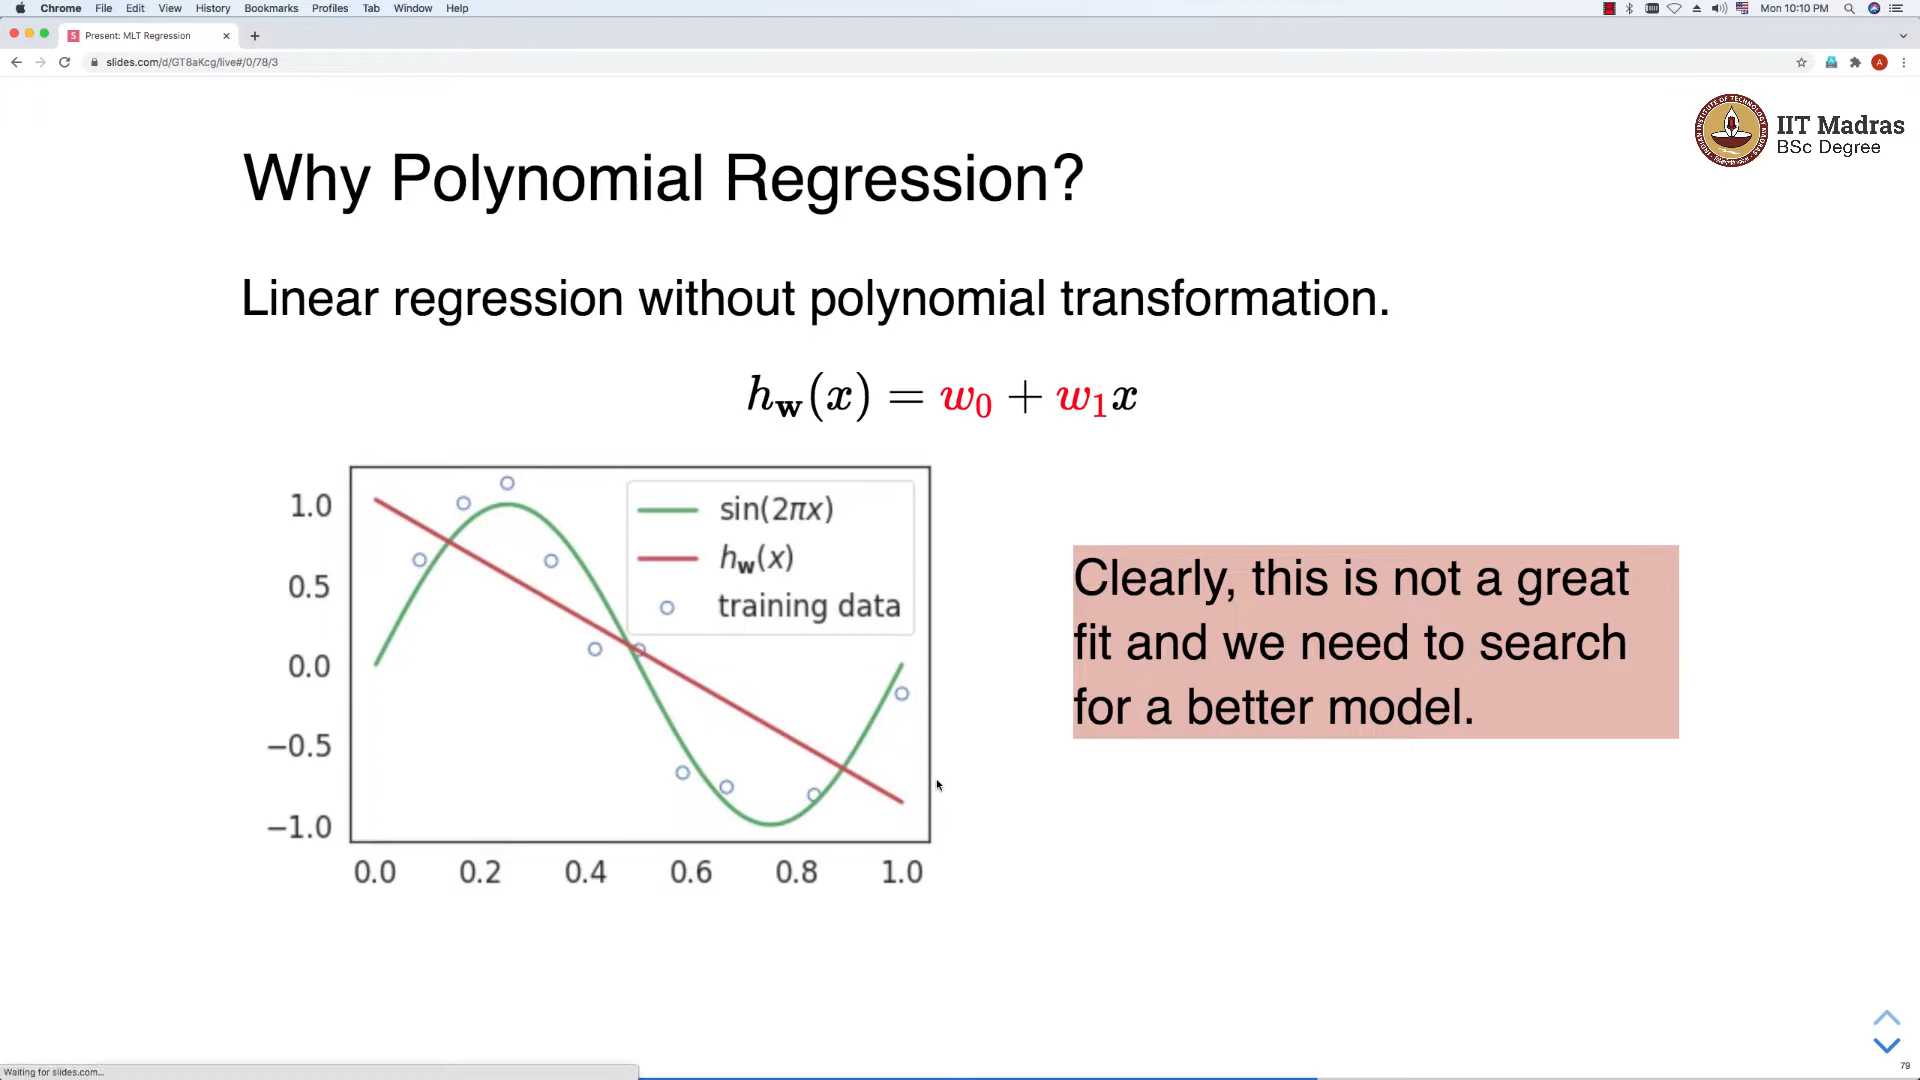 Chrome File Edit View History Bookmarks Profiles Tab Window Help Mon 10:10 PM
S Present: MLT Regression
slides.com/d/GT8aKcg/live#/0/78/3 A
IIT Madras
BSc Degree
Why Polynomial Regression?
Linear regression without polynomial transformation.
h_w(x) = w_0 + w_1x
1.0
0.5
0.0
−0.5
−1.0
sin(2πx)
h_w(x)
training data
0.0 0.2 0.4 0.6 0.8 1.0
Clearly, this is not a great
fit and we need to search
for a better model.
79
Waiting for slides.com...